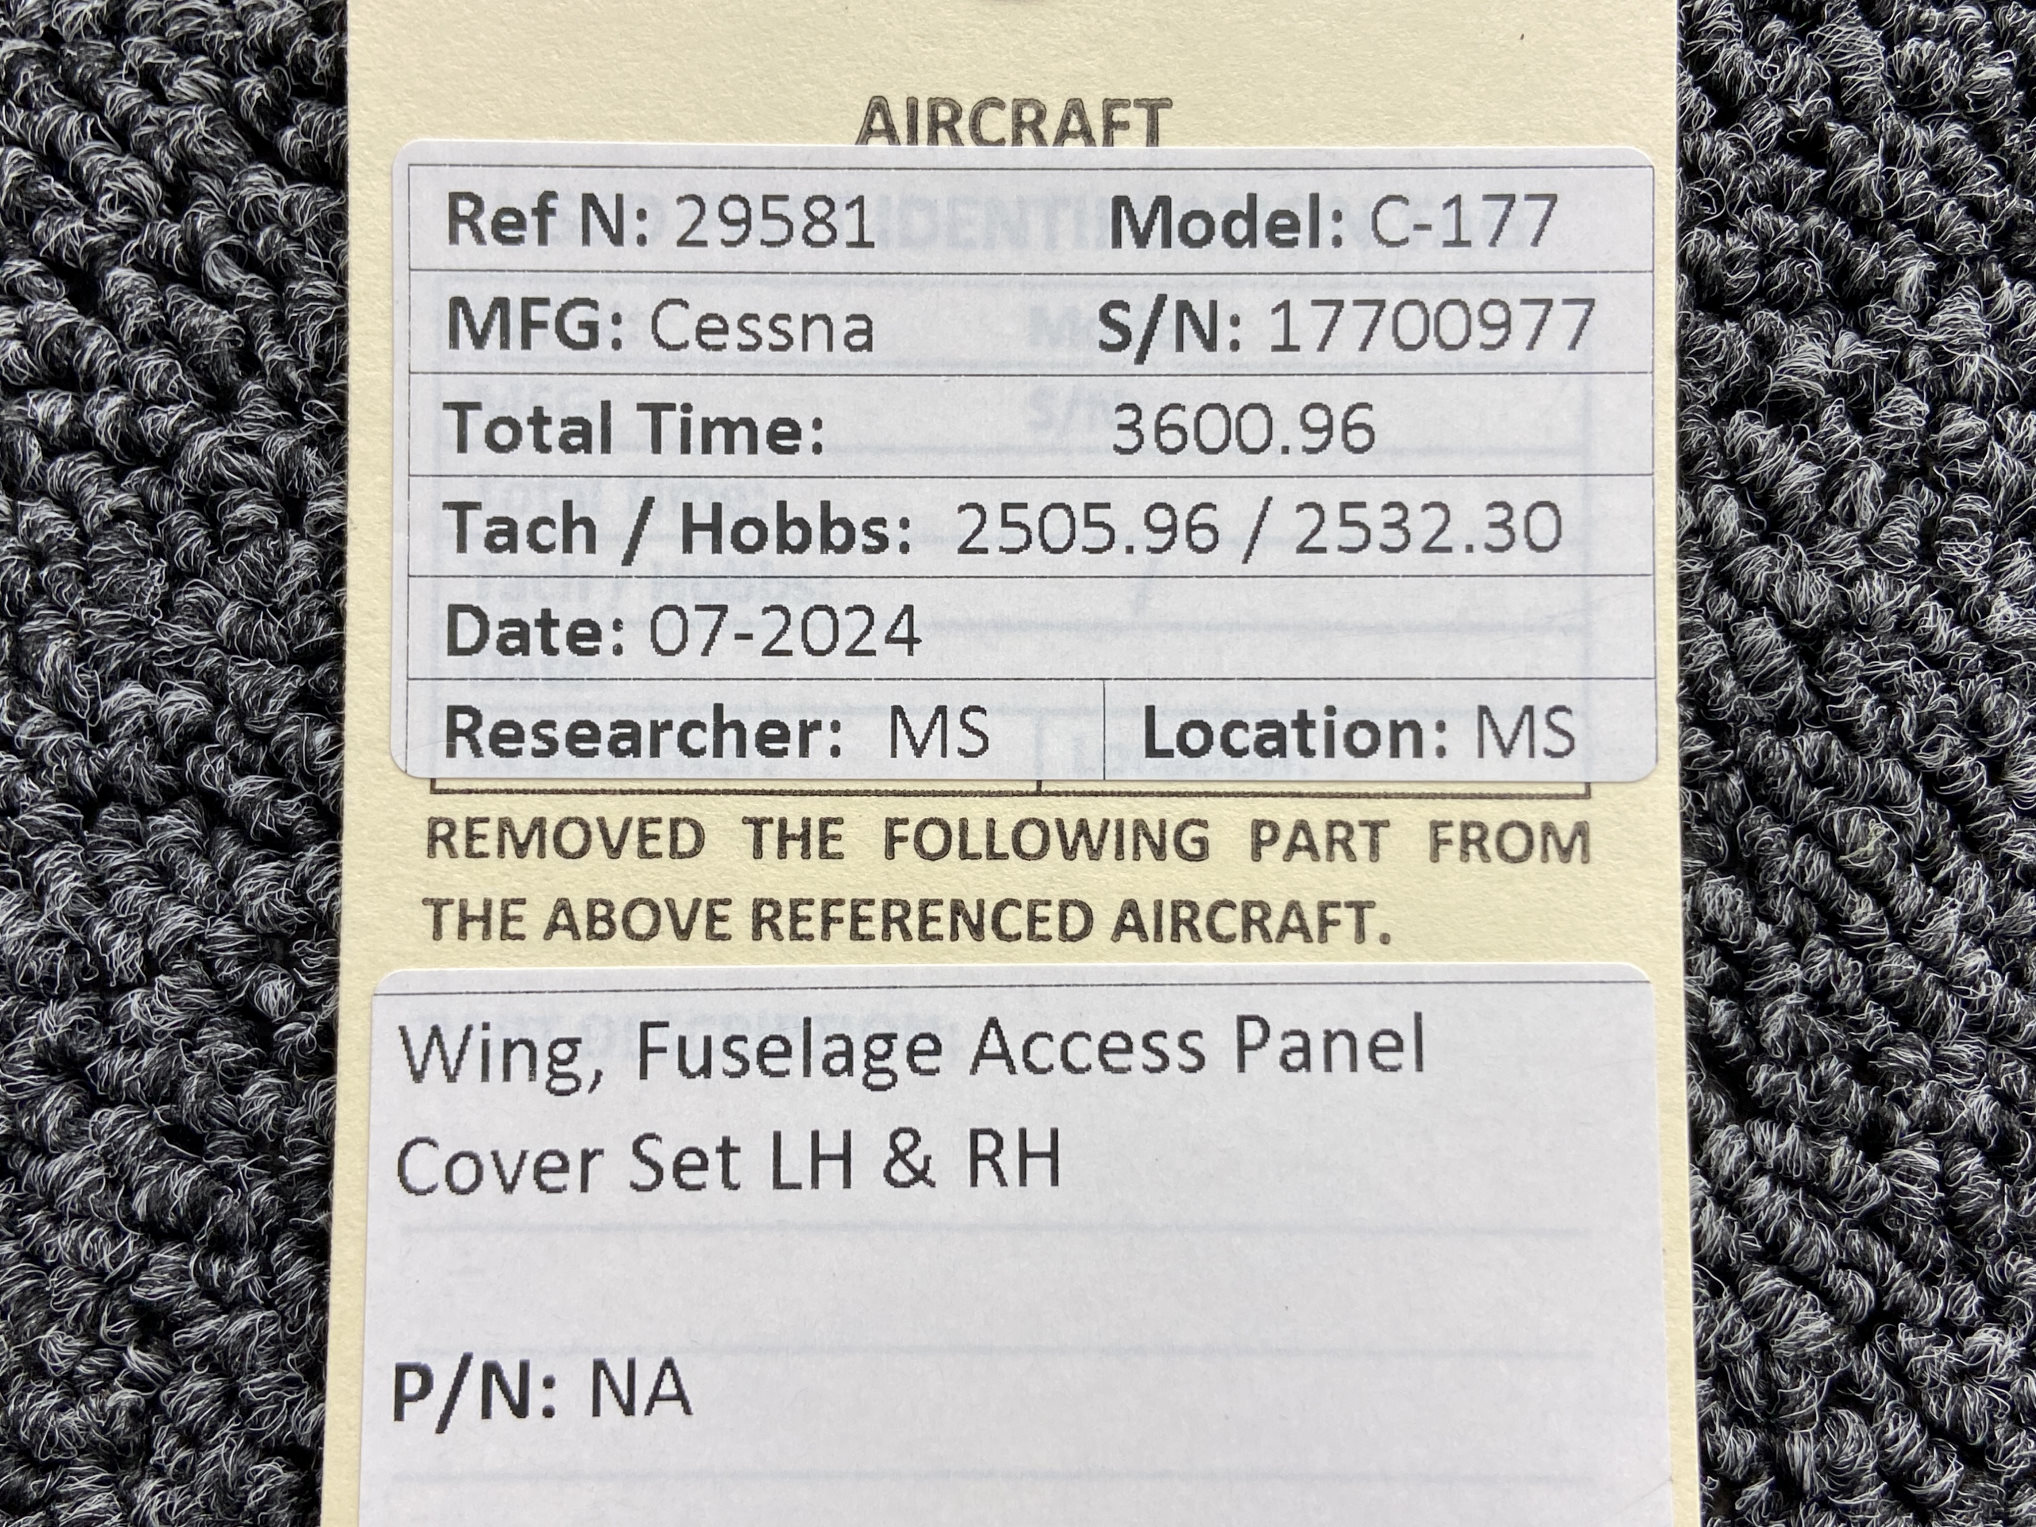 AIRCRAFT
Ref N: 29581 Model: C-177
MFG: Cessna S/N: 17700977
Total Time: 3600.96
Tach / Hobbs: 2505.96 / 2532.30
Date: 07-2024
Researcher: MS Location: MS
REMOVED THE FOLLOWING PART FROM
THE ABOVE REFERENCED AIRCRAFT.
Wing, Fuselage Access Panel
Cover Set LH & RH
P/N: NA